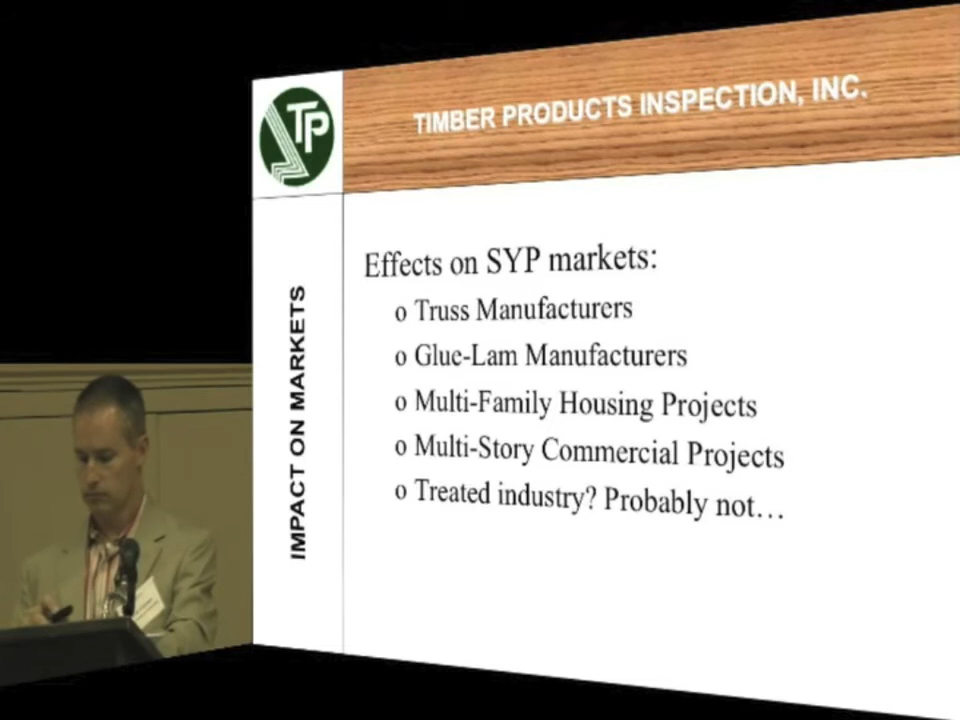 TP
TIMBER PRODUCTS INSPECTION, INC.
IMPACT ON MARKETS
Effects on SYP markets:
o Truss Manufacturers
o Glue-Lam Manufacturers
o Multi-Family Housing Projects
o Multi-Story Commercial Projects
o Treated industry? Probably not…